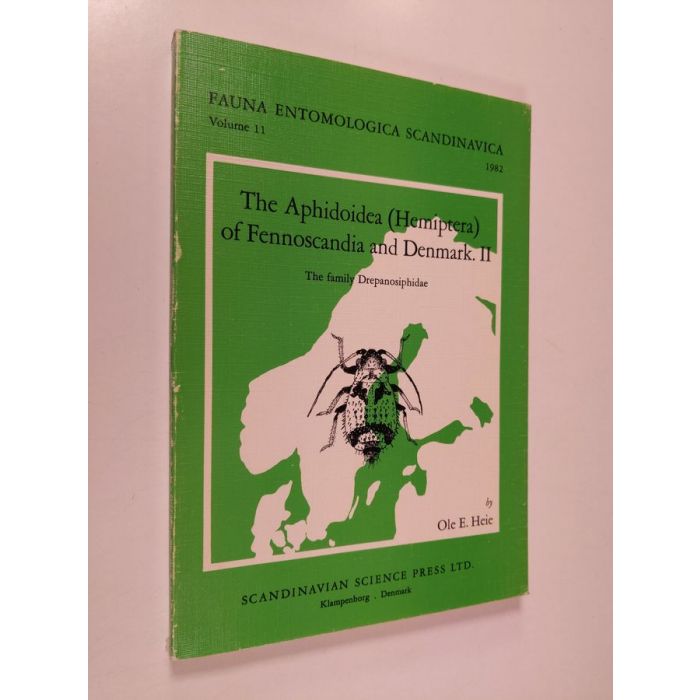 FAUNA ENTOMOLOGICA SCANDINAVICA
Volume 11
1982
The Aphidoidea (Hemiptera)
of Fennoscandia and Denmark. II
The family Drepanosiphidae
by
Ole E. Heie
SCANDINAVIAN SCIENCE PRESS LTD.
Klampenborg . Denmark